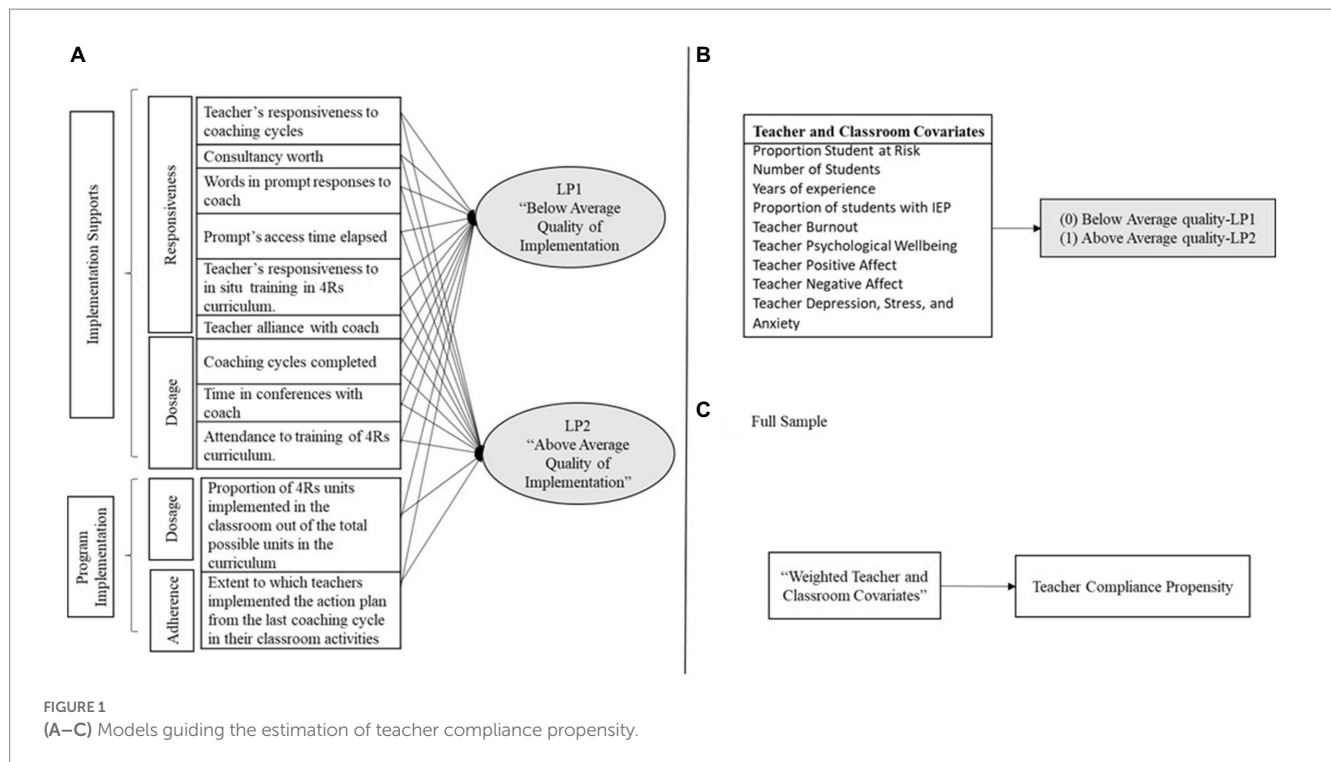 A
Implementation Supports
Responsiveness
Teacher's responsiveness to
coaching cycles
Consultancy worth
Words in prompt responses to
coach
Prompt's access time elapsed
Teacher's responsiveness to
in situ training in 4Rs
curriculum.
Teacher alliance with coach
Dosage
Coaching cycles completed
Time in conferences with
coach
Attendance to training of 4Rs
curriculum.
Program
Implementation
Dosage
Proportion of 4Rs units
implemented in the
classroom out of the total
possible units in the
curriculum
Adherence
Extent to which teachers
implemented the action plan
from the last coaching cycle
in their classroom activities
LP1
“Below Average
Quality of
Implementation
LP2
“Above Average
Quality of
Implementation”
B
Teacher and Classroom Covariates
Proportion Student at Risk
Number of Students
Years of experience
Proportion of students with IEP
Teacher Burnout
Teacher Psychological Wellbeing
Teacher Positive Affect
Teacher Negative Affect
Teacher Depression, Stress, and
Anxiety
(0) Below Average quality-LP1
(1) Above Average quality-LP2
C
Full Sample
“Weighted Teacher and
Classroom Covariates”
Teacher Compliance Propensity
FIGURE 1
(A–C) Models guiding the estimation of teacher compliance propensity.